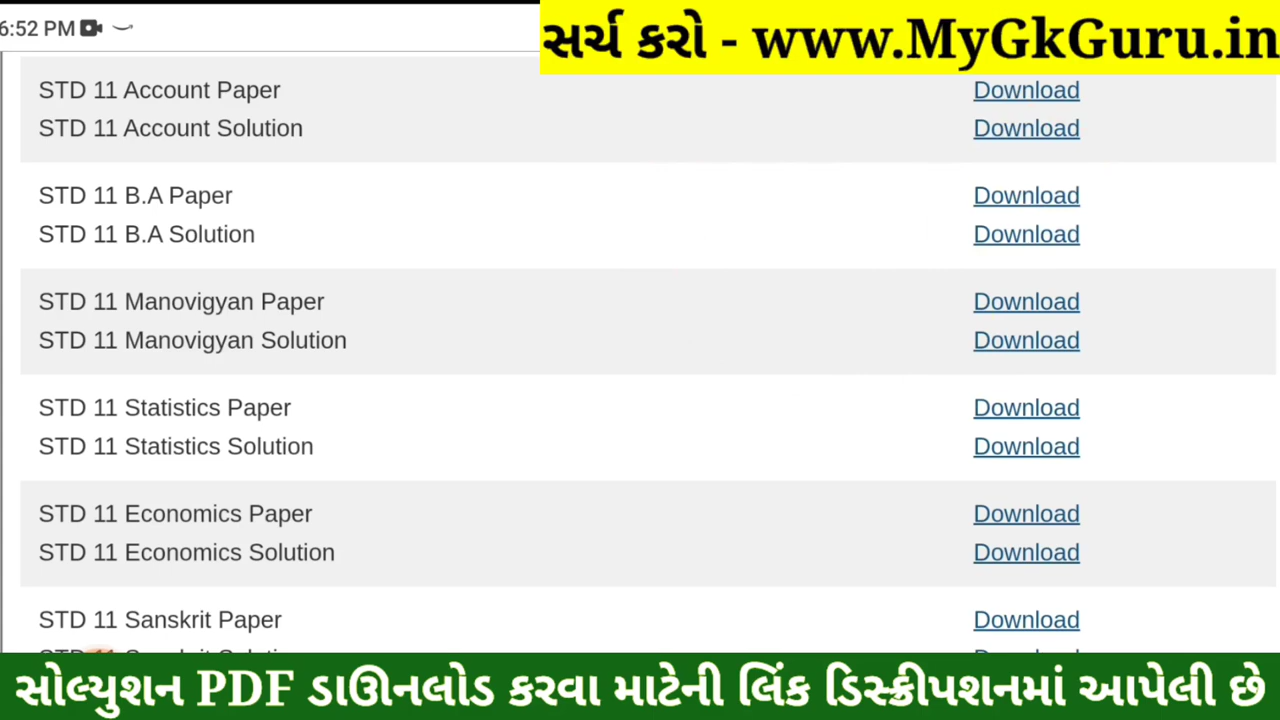 6:52 PM
સર્ચ કરો - www.MyGkGuru.in
STD 11 Account Paper Download
STD 11 Account Solution Download
STD 11 B.A Paper Download
STD 11 B.A Solution Download
STD 11 Manovigyan Paper Download
STD 11 Manovigyan Solution Download
STD 11 Statistics Paper Download
STD 11 Statistics Solution Download
STD 11 Economics Paper Download
STD 11 Economics Solution Download
STD 11 Sanskrit Paper Download
સોલ્યુશન PDF ડાઊનલોડ કરવા માટેની લિંક ડિસ્ક્રીપશનમાં આપેલી છે